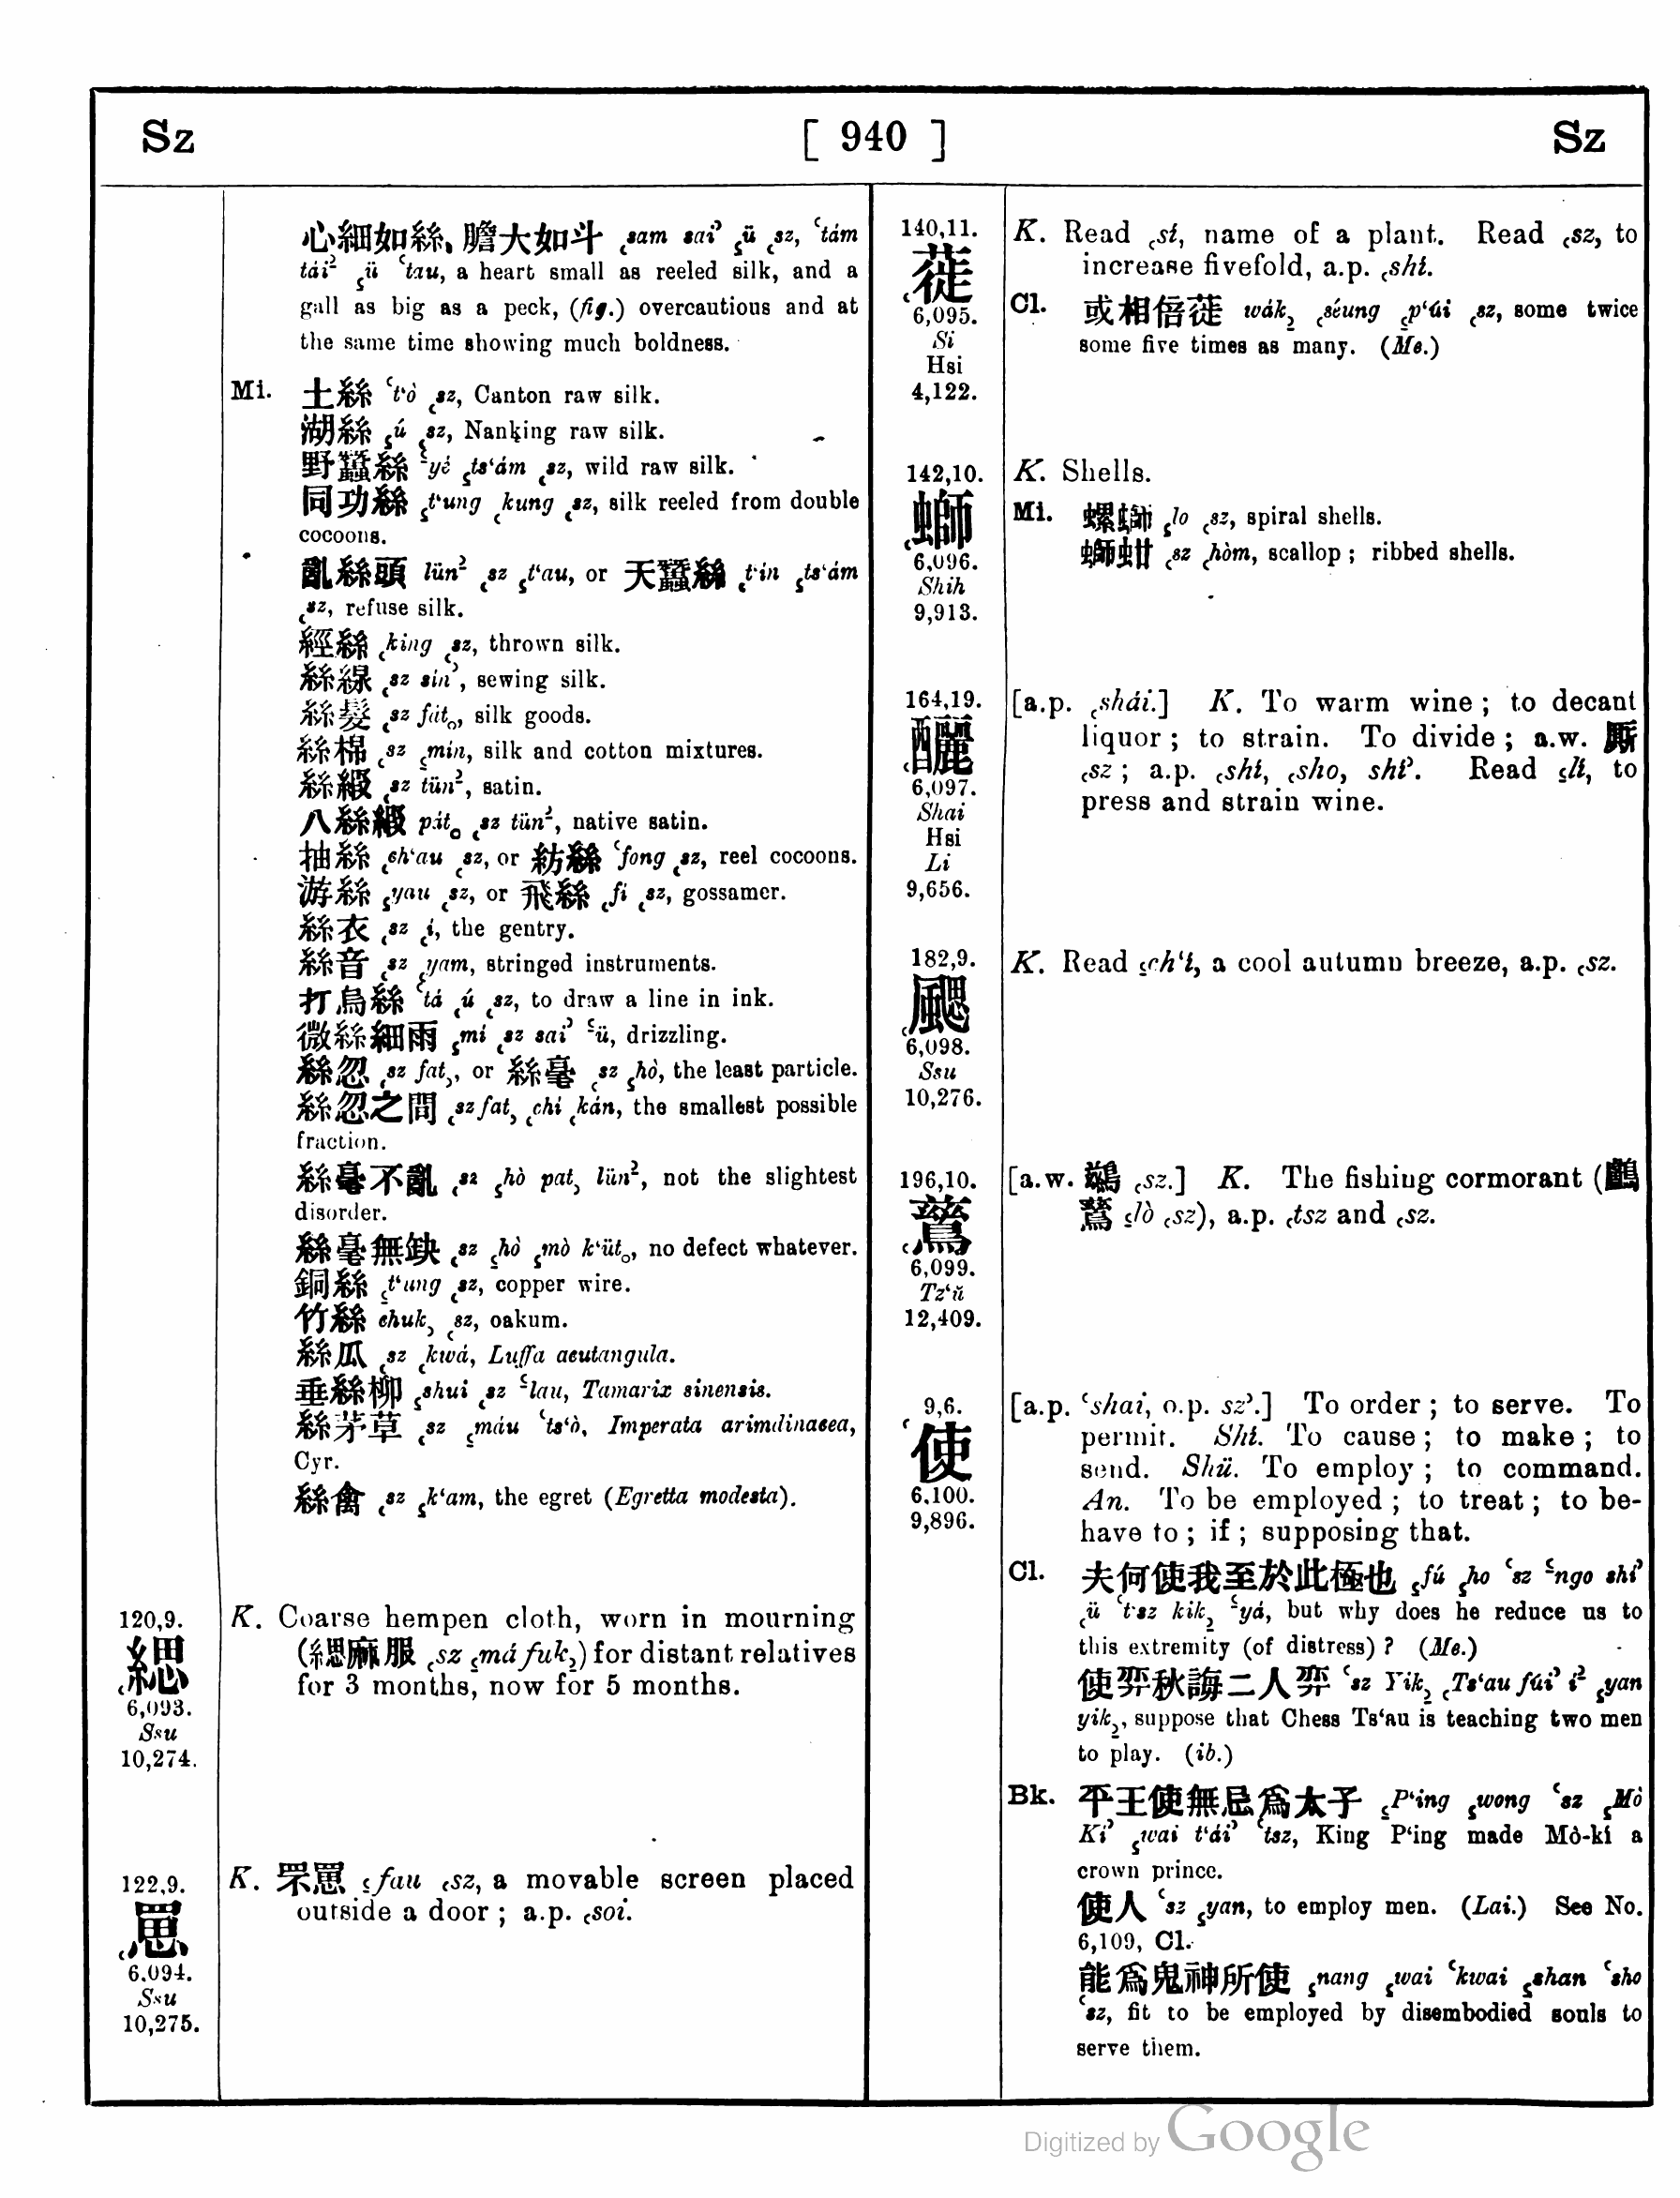 Sz [ 940 ] Sz
心細如絲、膽大如斗 ꜀sam saiꜾ ꜁ü ꜀sz, ꜂tám
táiꜿ ꜁ü ꜂tau, a heart small as reeled silk, and a
gall as big as a peck, (fig.) overcautious and at
the same time showing much boldness.
Mi. 土絲 ꜂t‘ò ꜀sz, Canton raw silk.
湖絲 ꜁ú ꜀sz, Nanking raw silk.
野蠶絲 ꜃yé ꜁ts‘ám ꜀sz, wild raw silk.
同功絲 ꜁t‘ung ꜀kung ꜀sz, silk reeled from double
cocoons.
亂絲頭 lün² ꜀sz ꜁t‘au, or 天蠶絲 ꜀t‘in ꜁ts‘ám
꜀sz, refuse silk.
經絲 ꜀king ꜀sz, thrown silk.
絲線 ꜀sz sinꜾ, sewing silk.
絲髮 ꜀sz fát₀, silk goods.
絲棉 ꜀sz ꜁min, silk and cotton mixtures.
絲緞 ꜀sz tün², satin.
八絲緞 pát₀ ꜀sz tün², native satin.
抽絲 ꜀ch‘au ꜀sz, or 紡絲 ꜂fong ꜀sz, reel cocoons.
游絲 ꜁yau ꜀sz, or 飛絲 ꜀fi ꜀sz, gossamer.
絲衣 ꜀sz ꜀i, the gentry.
絲音 ꜀sz ꜀yam, stringed instruments.
打烏絲 ꜂tá ꜀ú ꜀sz, to draw a line in ink.
微絲細雨 ꜁mí ꜀sz saiꜾ ꜃ü, drizzling.
絲忽 ꜀sz fat꜆, or 絲毫 ꜀sz ꜁hò, the least particle.
絲忽之間 ꜀sz fat꜆ ꜀chi ꜀kán, the smallest possible
fraction.
絲毫不亂 ꜀sz ꜁hò pat꜆ lün², not the slightest
disorder.
絲毫無缺 ꜀sz ꜁hò ꜁mò k‘üt₀, no defect whatever.
銅絲 ꜁t‘ung ꜀sz, copper wire.
竹絲 chuk꜆ ꜀sz, oakum.
絲瓜 ꜀sz ꜀kwá, Luffa acutangula.
垂絲柳 ꜁shui ꜀sz ꜃lau, Tamarix sinensis.
絲茅草 ꜀sz ꜁máu ꜂ts‘ò, Imperata arimdinacea,
Cyr.
絲禽 ꜀sz ꜁k‘am, the egret (Egretta modesta).
120,9.
緦
6,093.
Ssu
10,274.
K. Coarse hempen cloth, worn in mourning
(緦麻服 ꜀sz ꜁má fuk꜇) for distant relatives
for 3 months, now for 5 months.
122,9.
罳
6,094.
Ssu
10,275.
K. 罘罳 ꜁fau ꜀sz, a movable screen placed
outside a door ; a.p. ꜀soi.
140,11.
蓰
6,095.
Si
Hsi
4,122.
K. Read ꜀sí, name of a plant. Read ꜀sz, to
increase fivefold, a.p. ꜀shí.
Cl. 或相倍蓰 wák꜇ ꜀séung ꜁p‘úi ꜀sz, some twice
some five times as many. (Me.)
142,10.
螄
6,096.
Shih
9,913.
K. Shells.
Mi. 螺螄 ꜁lo ꜀sz, spiral shells.
螄蚶 ꜀sz ꜀hòm, scallop ; ribbed shells.
164,19.
釃
6,097.
Shai
Hsi
Li
9,656.
[a.p. ꜀shái.] K. To warm wine ; to decant
liquor ; to strain. To divide ; a.w. 厮
꜀sz ; a.p. ꜀shí, ꜀sho, shíꜾ. Read ꜁lí, to
press and strain wine.
182,9.
颸
6,098.
Ssu
10,276.
K. Read ꜁ch‘í, a cool autumn breeze, a.p. ꜀sz.
196,10.
鷥
6,099.
Tz‘ŭ
12,409.
[a.w. 鷀 ꜀sz.] K. The fishing cormorant (鸕
鷥 ꜁lò ꜀sz), a.p. ꜀tsz and ꜀sz.
9,6.
使
6,100.
9,896.
[a.p. ꜂shai, o.p. szꜾ.] To order ; to serve. To
permit. Shí. To cause ; to make ; to
send. Shü. To employ ; to command.
An. To be employed ; to treat ; to be-
have to ; if ; supposing that.
Cl. 夫何使我至於此極也 ꜁fú ꜁ho ꜂sz ꜃ngo shíꜾ
꜀ü ꜂t‘sz kik꜇ ꜃yá, but why does he reduce us to
this extremity (of distress) ? (Me.)
使弈秋誨二人弈 ꜂sz Yik꜇ ꜀Ts‘au fúiꜾ í² ꜁yan
yik꜇, suppose that Chess Ts‘au is teaching two men
to play. (ib.)
Bk. 平王使無忌爲太子 ꜁P‘ing ꜁wong ꜂sz ꜁Mò
KíꜾ ꜁wai t‘áiꜾ ꜂tsz, King P‘ing made Mò-kí a
crown prince.
使人 ꜂sz ꜁yan, to employ men. (Lai.) See No.
6,109, Cl.
能爲鬼神所使 ꜁nang ꜁wai ꜂kwai ꜁shan ꜂sho
꜂sz, fit to be employed by disembodied souls to
serve them.
Digitized by Google